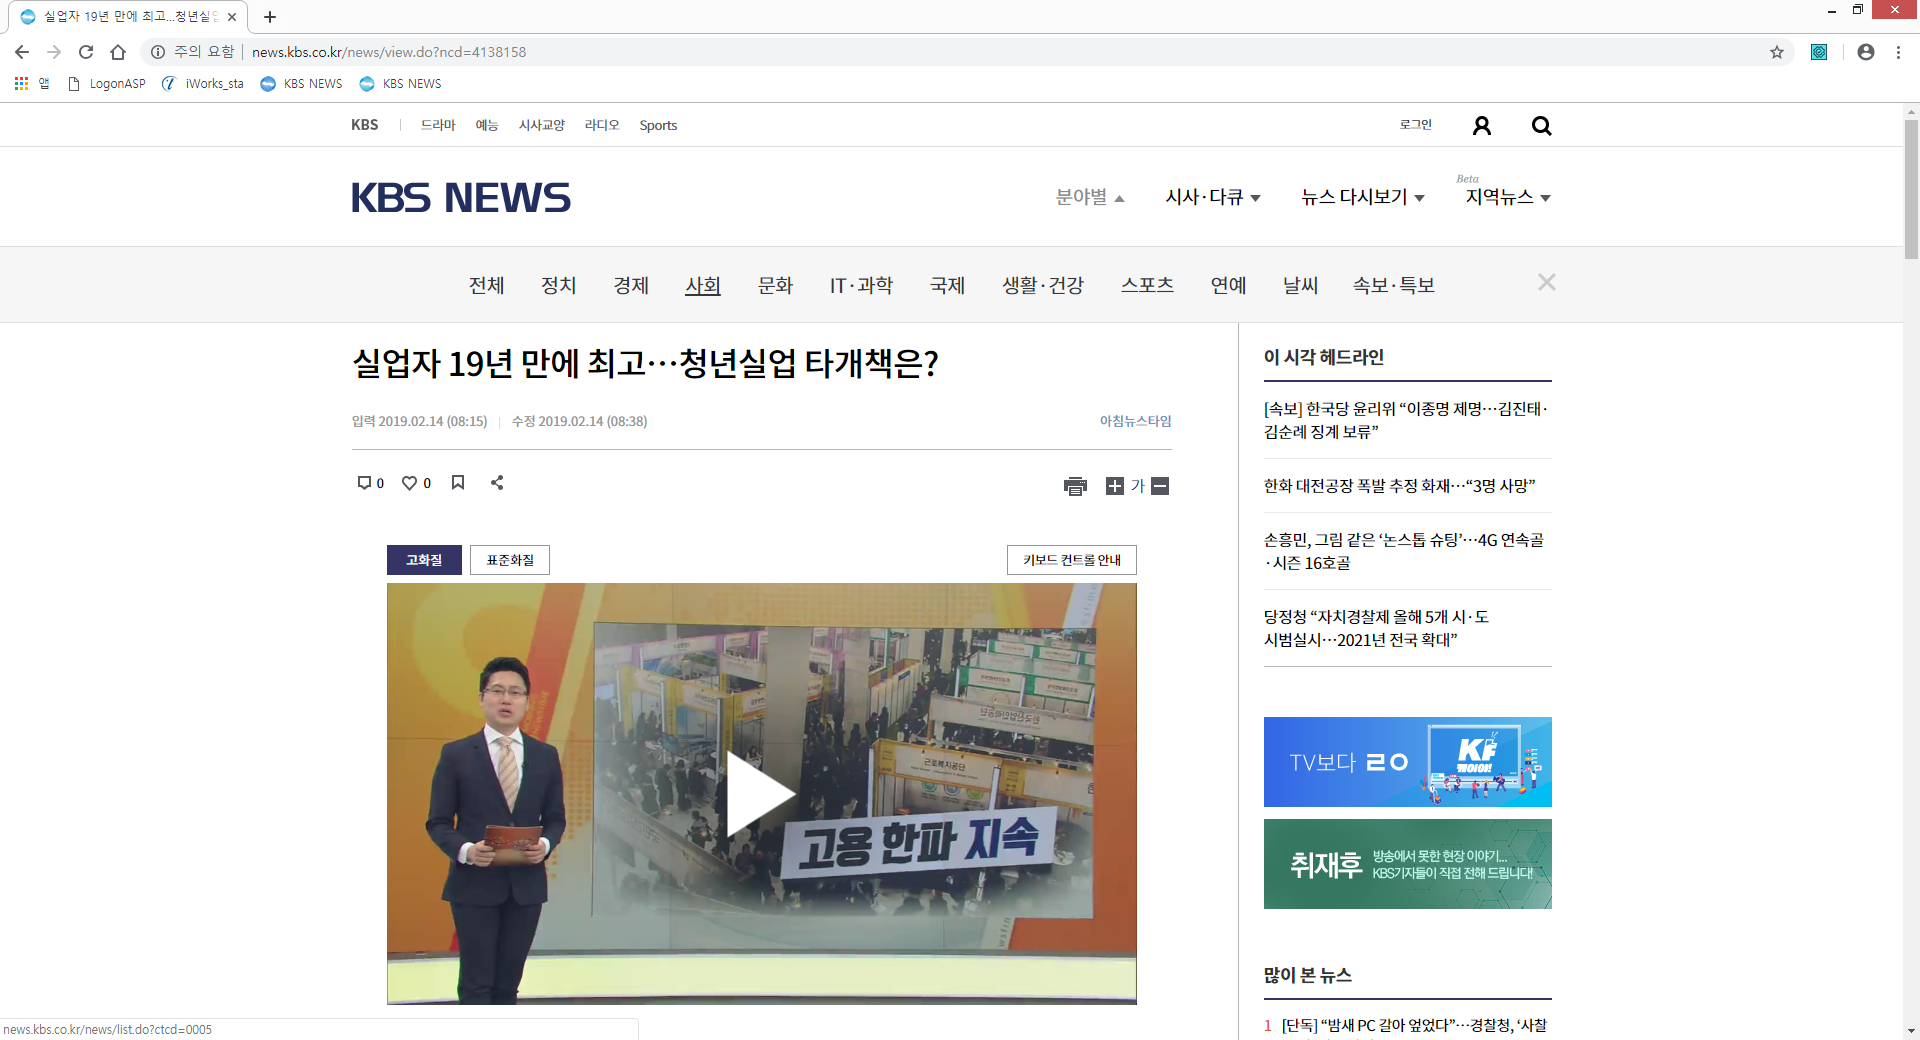 실업자 19년 만에 최고...청년실업
주의 요함 news.kbs.co.kr/news/view.do?ncd=4138158
앱 LogonASP iWorks_sta KBS NEWS KBS NEWS
KBS 드라마 예능 시사교양 라디오 Sports 로그인
KBS NEWS
분야별 시사·다큐 뉴스 다시보기 Beta 지역뉴스
전체 정치 경제 사회 문화 IT·과학 국제 생활·건강 스포츠 연예 날씨 속보·특보
실업자 19년 만에 최고…청년실업 타개책은?
입력 2019.02.14 (08:15) 수정 2019.02.14 (08:38) 아침뉴스타임
0 0 가
고화질 표준화질 키보드 컨트롤 안내
근로복지공단
고용 한파 지속
이 시각 헤드라인
[속보] 한국당 윤리위 “이종명 제명…김진태·
김순례 징계 보류”
한화 대전공장 폭발 추정 화재…“3명 사망”
손흥민, 그림 같은 ‘논스톱 슈팅’…4G 연속골
·시즌 16호골
당정청 “자치경찰제 올해 5개 시·도
시범실시…2021년 전국 확대”
TV보다 ㄹㅇ
KF
케이야!
취재후 방송에서 못한 현장 이야기...
KBS기자들이 직접 전해 드립니다!
많이 본 뉴스
1 [단독] “밤새 PC 갈아 엎었다”…경찰청, ‘사찰
news.kbs.co.kr/news/list.do?ctcd=0005